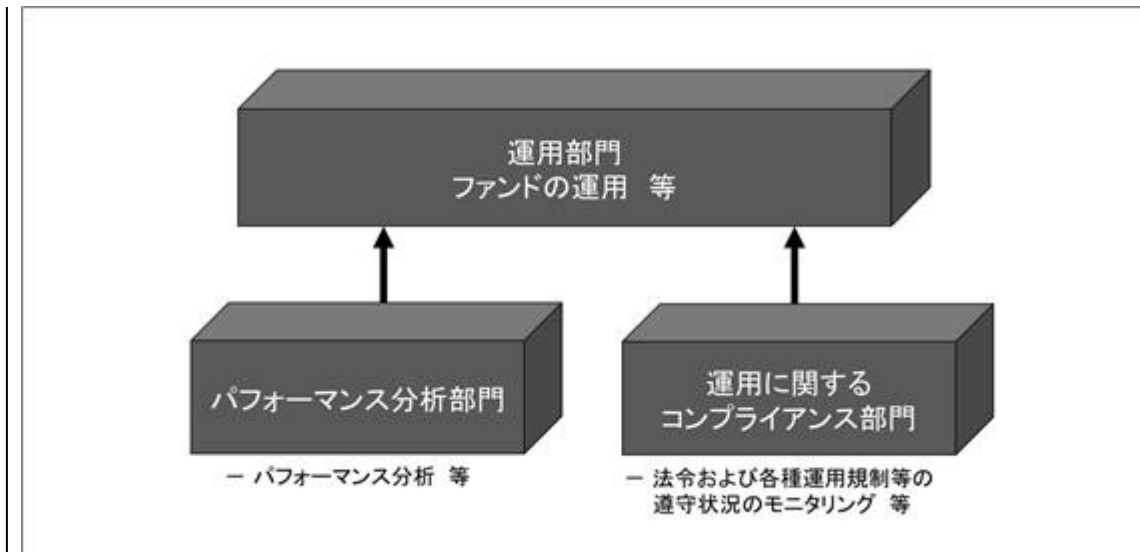 運用部門
ファンドの運用 等
パフォーマンス分析部門
－ パフォーマンス分析 等
運用に関する
コンプライアンス部門
－ 法令および各種運用規制等の
遵守状況のモニタリング 等